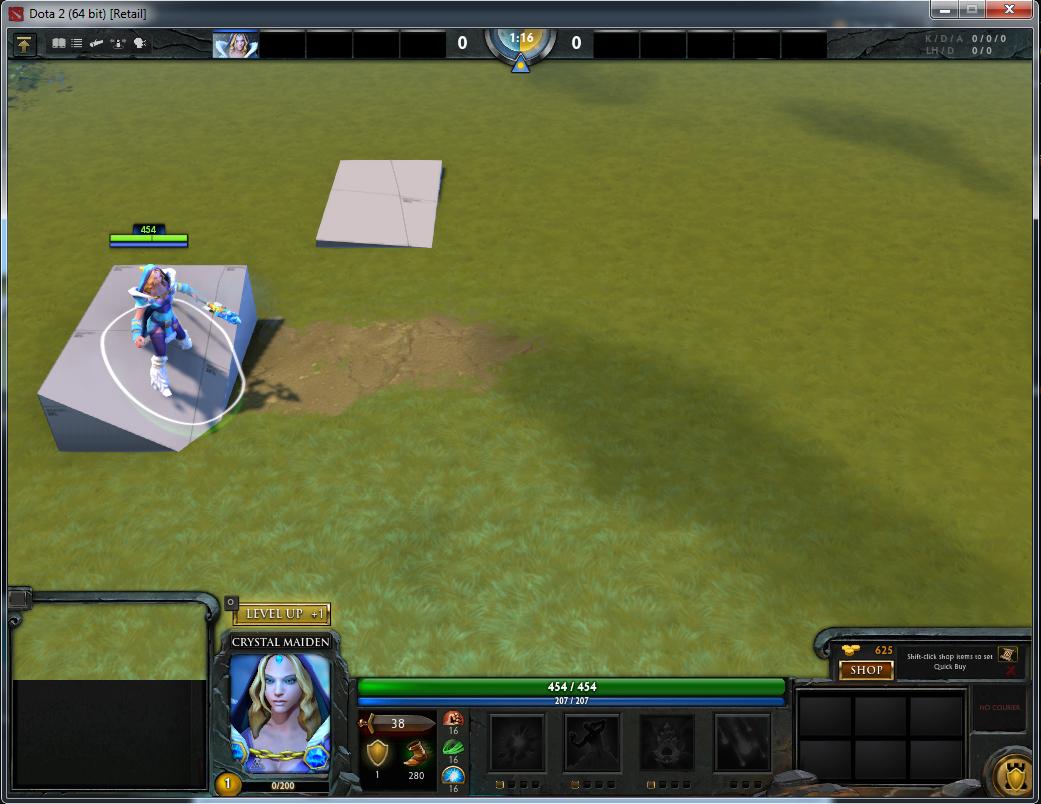 Dota 2 (64 bit) [Retail]
0
1:16
0
K / D / A 0 / 0 / 0
LH / D 0 / 0
454
LEVEL UP +1
CRYSTAL MAIDEN
1
0/200
454 / 454
207 / 207
38
1
280
16
16
16
625
SHOP
Shift-click shop items to set
Quick Buy
NO COURIER